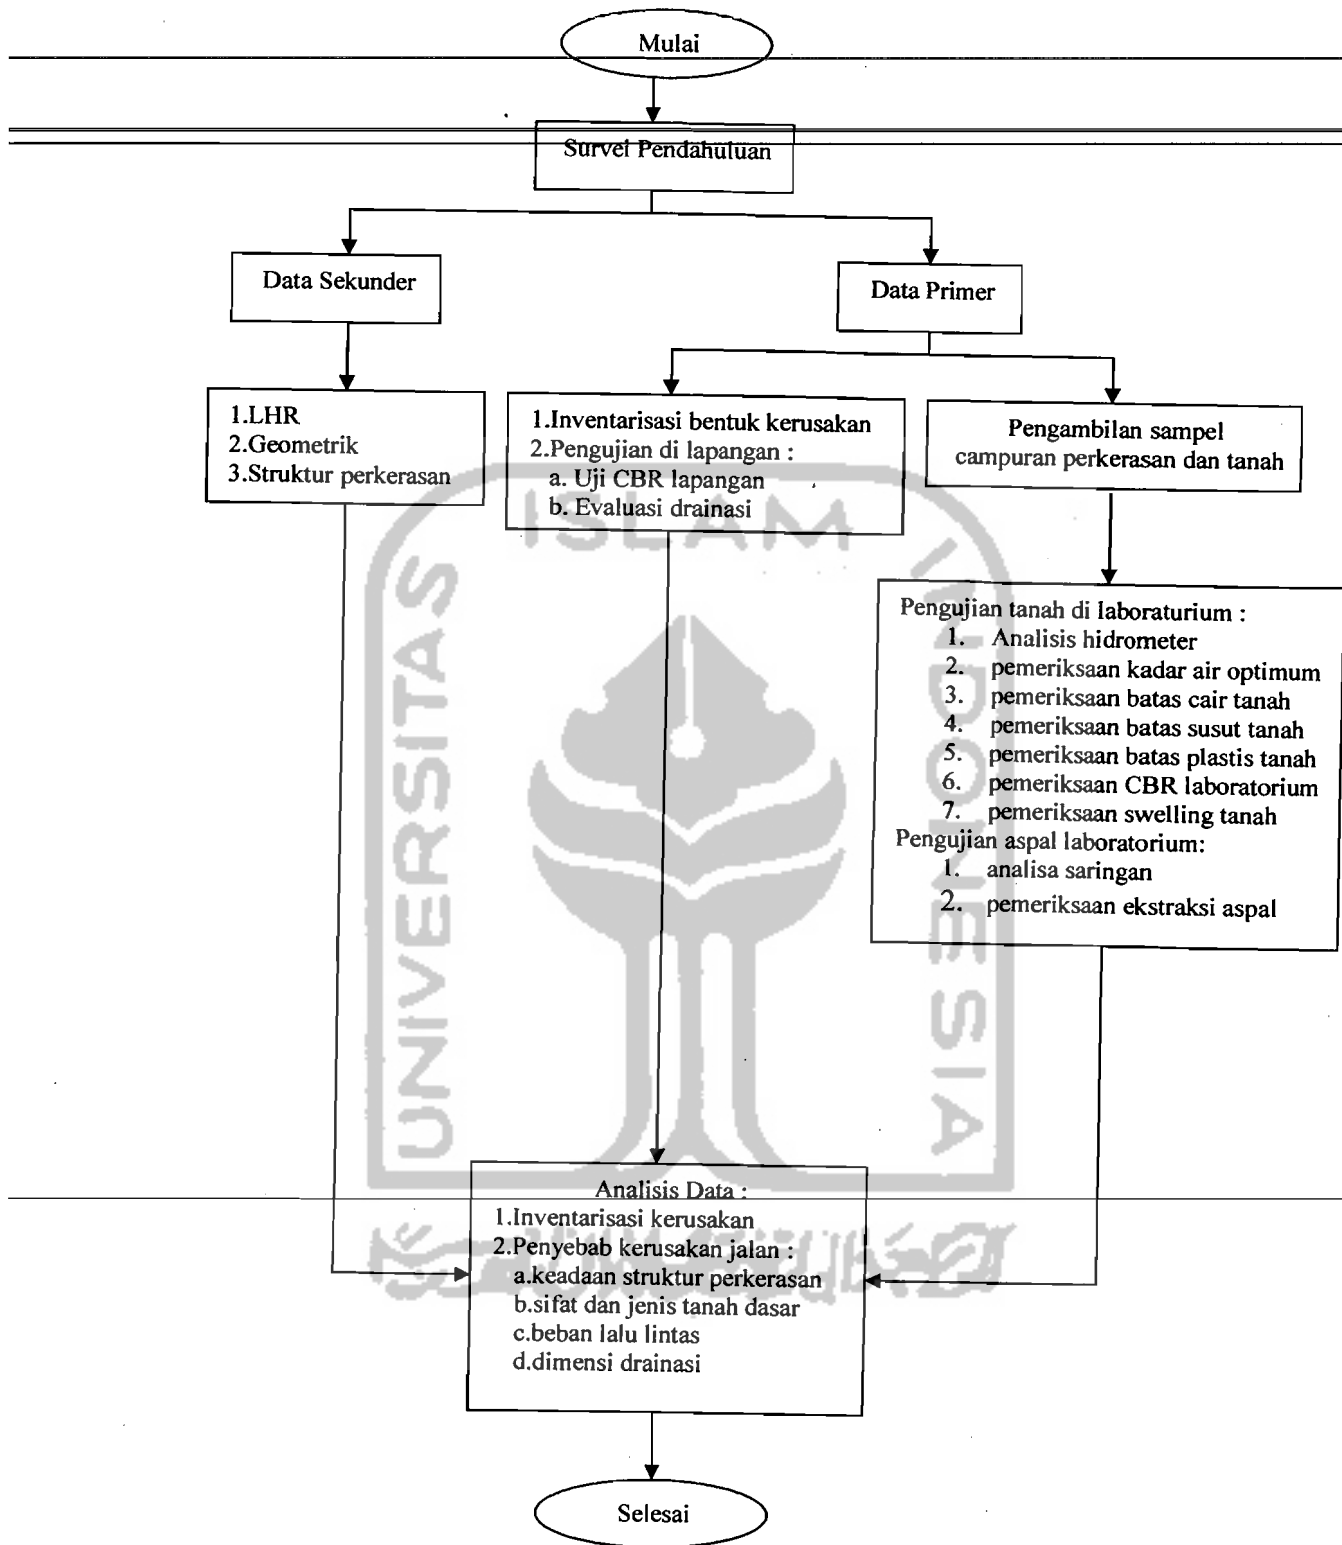 Mulai
Survei Pendahuluan
Data Sekunder
Data Primer
1.LHR
2.Geometrik
3.Struktur perkerasan
1.Inventarisasi bentuk kerusakan
2.Pengujian di lapangan :
a. Uji CBR lapangan
b. Evaluasi drainasi
Pengambilan sampel
campuran perkerasan dan tanah
Pengujian tanah di laboraturium :
1. Analisis hidrometer
2. pemeriksaan kadar air optimum
3. pemeriksaan batas cair tanah
4. pemeriksaan batas susut tanah
5. pemeriksaan batas plastis tanah
6. pemeriksaan CBR laboratorium
7. pemeriksaan swelling tanah
Pengujian aspal laboratorium:
1. analisa saringan
2. pemeriksaan ekstraksi aspal
Analisis Data :
1.Inventarisasi kerusakan
2.Penyebab kerusakan jalan :
a.keadaan struktur perkerasan
b.sifat dan jenis tanah dasar
c.beban lalu lintas
d.dimensi drainasi
Selesai
UNIVERSITAS
ISLAM
INDONESIA